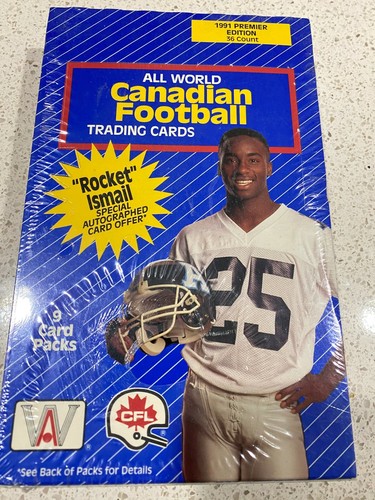 1991 PREMIER
EDITION
36 Count
ALL WORLD
Canadian
Football
TRADING CARDS
"Rocket"
Ismail
SPECIAL
AUTOGRAPHED
CARD OFFER*
25
9
Card
Packs
AW
CFL
*See Back of Packs for Details